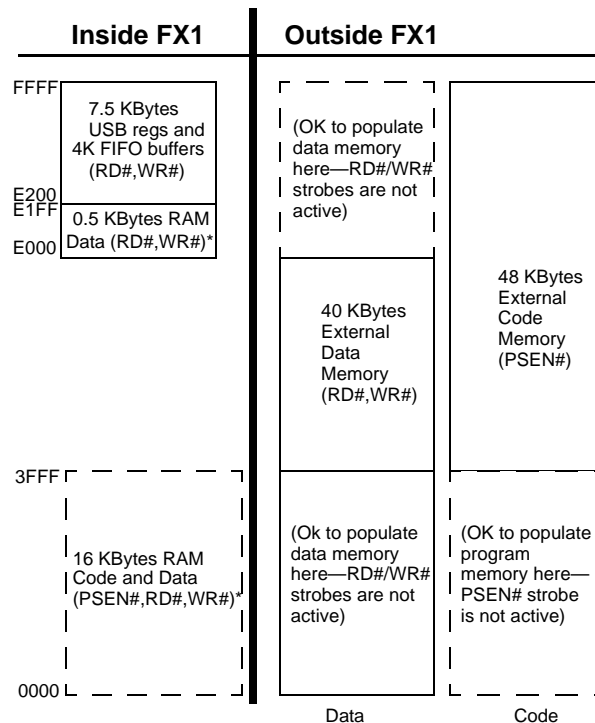 Inside FX1
Outside FX1
FFFF
7.5 KBytes
USB regs and
4K FIFO buffers
(RD#,WR#)
E200
E1FF
0.5 KBytes RAM
Data (RD#,WR#)*
E000
(OK to populate
data memory
here—RD#/WR#
strobes are not
active)
40 KBytes
External
Data
Memory
(RD#,WR#)
48 KBytes
External
Code
Memory
(PSEN#)
3FFF
16 KBytes RAM
Code and Data
(PSEN#,RD#,WR#)*
(Ok to populate
data memory
here—RD#/WR#
strobes are not
active)
(OK to populate
program
memory here—
PSEN# strobe
is not active)
0000
Data
Code